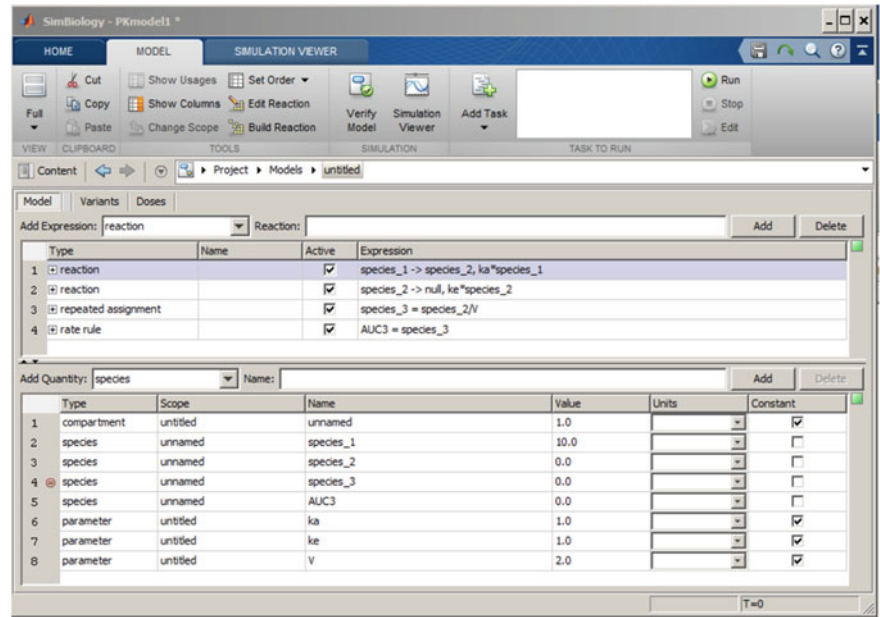 SimBiology - PKmodel1 *
HOME MODEL SIMULATION VIEWER
Full
Cut
Copy
Paste
Show Usages
Show Columns
Change Scope
Set Order
Edit Reaction
Build Reaction
Verify Model
Simulation Viewer
Add Task
Run
Stop
Edit
VIEW CLIPBOARD TOOLS SIMULATION TASK TO RUN
Content Project Models untitled
Model Variants Doses
Add Expression: reaction Reaction: Add Delete
Type Name Active Expression
1 reaction species_1 -> species_2, ka*species_1
2 reaction species_2 -> null, ke*species_2
3 repeated assignment species_3 = species_2/V
4 rate rule AUC3 = species_3
Add Quantity: species Name: Add Delete
Type Scope Name Value Units Constant
1 compartment untitled unnamed 1.0
2 species unnamed species_1 10.0
3 species unnamed species_2 0.0
4 species unnamed species_3 0.0
5 species unnamed AUC3 0.0
6 parameter untitled ka 1.0
7 parameter untitled ke 1.0
8 parameter untitled V 2.0
T=0